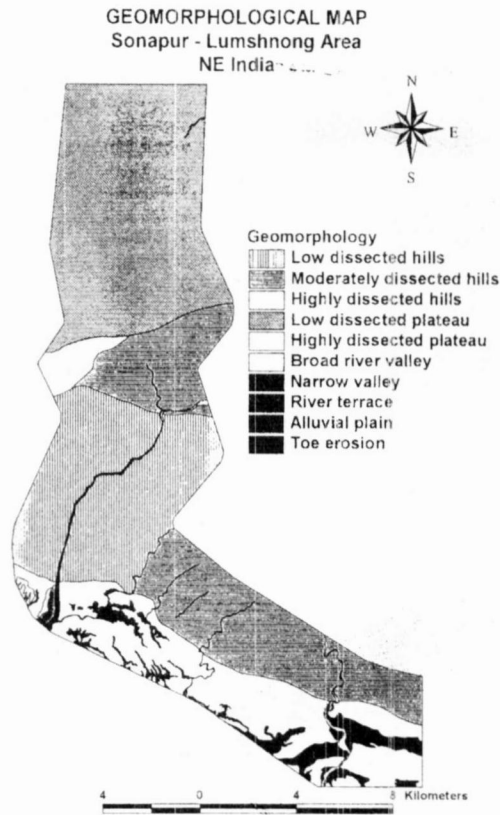 GEOMORPHOLOGICAL MAP
Sonapur - Lumshnong Area
NE India
N
W E
S
Geomorphology
Low dissected hills
Moderately dissected hills
Highly dissected hills
Low dissected plateau
Highly dissected plateau
Broad river valley
Narrow valley
River terrace
Alluvial plain
Toe erosion
4 0 4 8 Kilometers